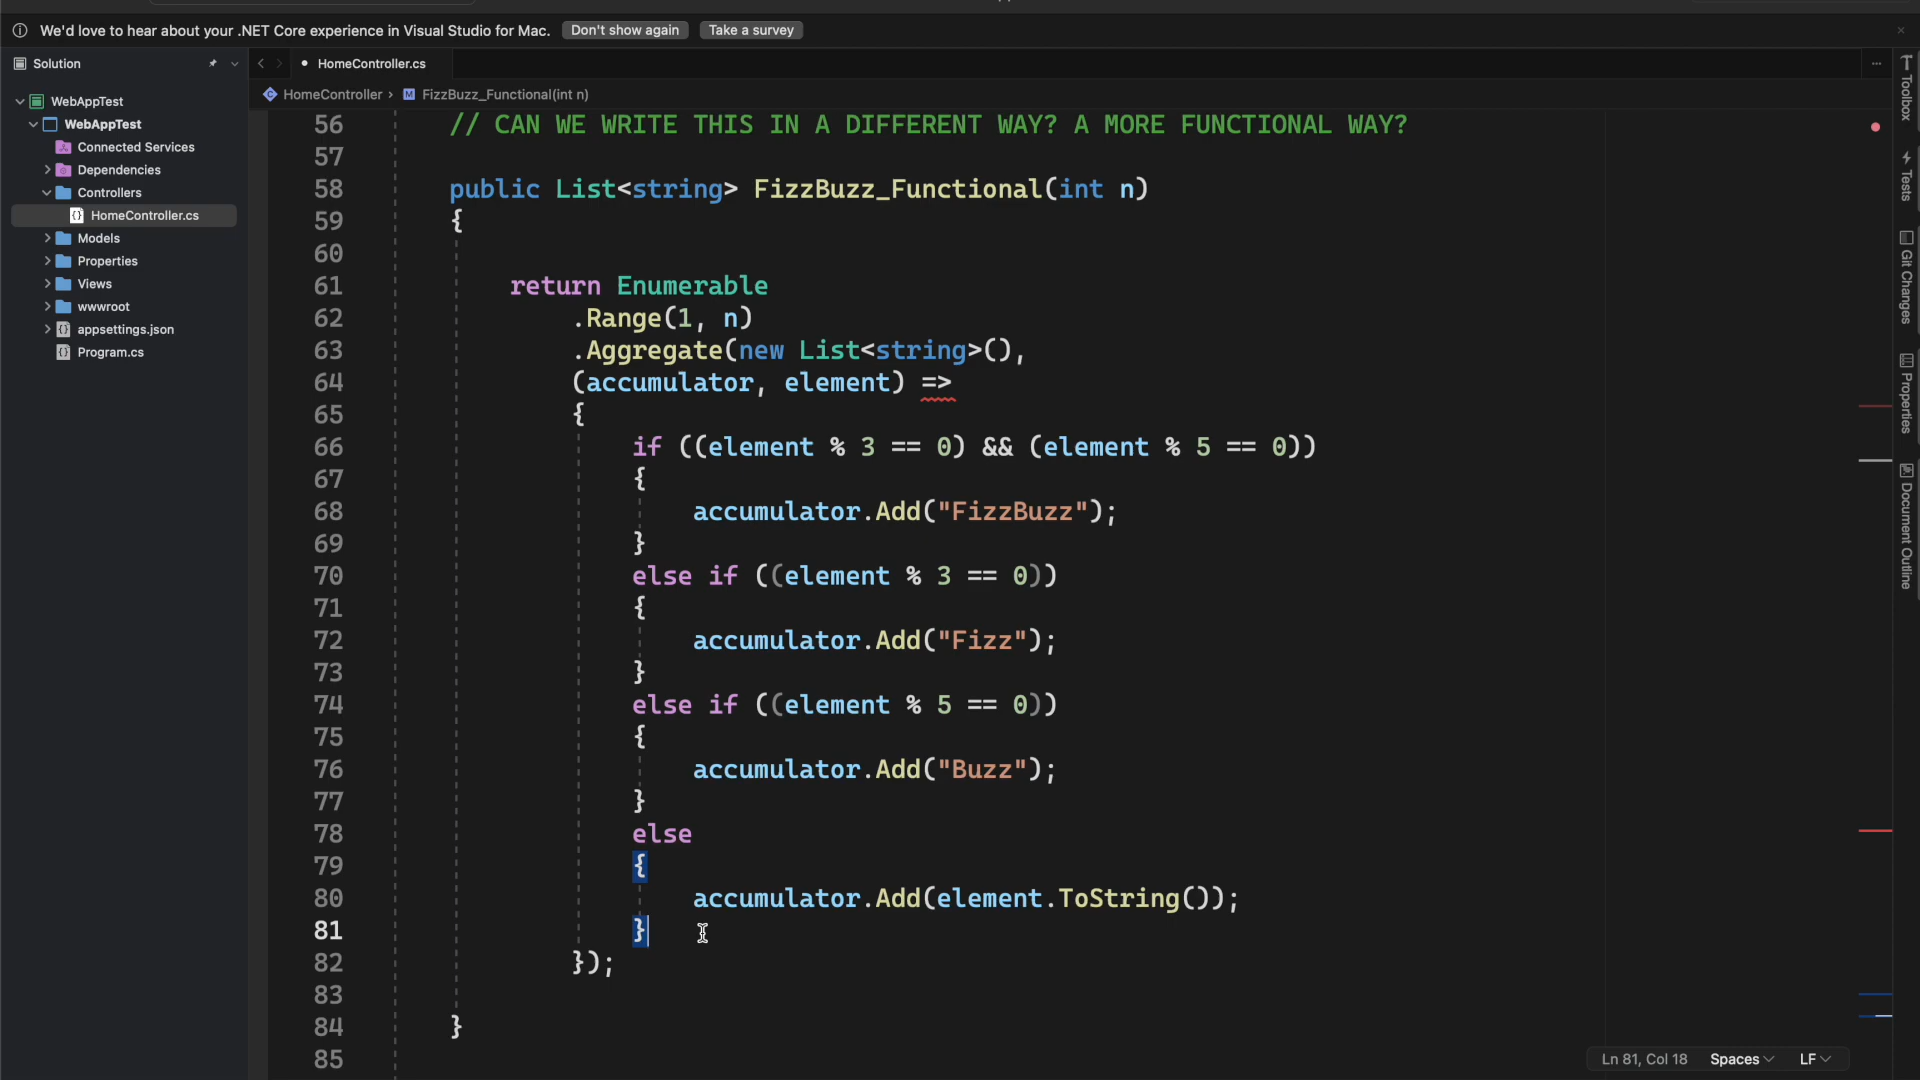 We'd love to hear about your .NET Core experience in Visual Studio for Mac. Don't show again Take a survey
Solution
HomeController.cs
HomeController › FizzBuzz_Functional(int n)
WebAppTest
WebAppTest
Connected Services
Dependencies
Controllers
HomeController.cs
Models
Properties
Views
wwwroot
appsettings.json
Program.cs
56 // CAN WE WRITE THIS IN A DIFFERENT WAY? A MORE FUNCTIONAL WAY?
57
58 public List<string> FizzBuzz_Functional(int n)
59 {
60
61 return Enumerable
62 .Range(1, n)
63 .Aggregate(new List<string>(),
64 (accumulator, element) =>
65 {
66 if ((element % 3 == 0) && (element % 5 == 0))
67 {
68 accumulator.Add("FizzBuzz");
69 }
70 else if ((element % 3 == 0))
71 {
72 accumulator.Add("Fizz");
73 }
74 else if ((element % 5 == 0))
75 {
76 accumulator.Add("Buzz");
77 }
78 else
79 {
80 accumulator.Add(element.ToString());
81 }
82 });
83
84 }
85
Toolbox
Tests
Git Changes
Properties
Document Outline
Ln 81, Col 18 Spaces LF